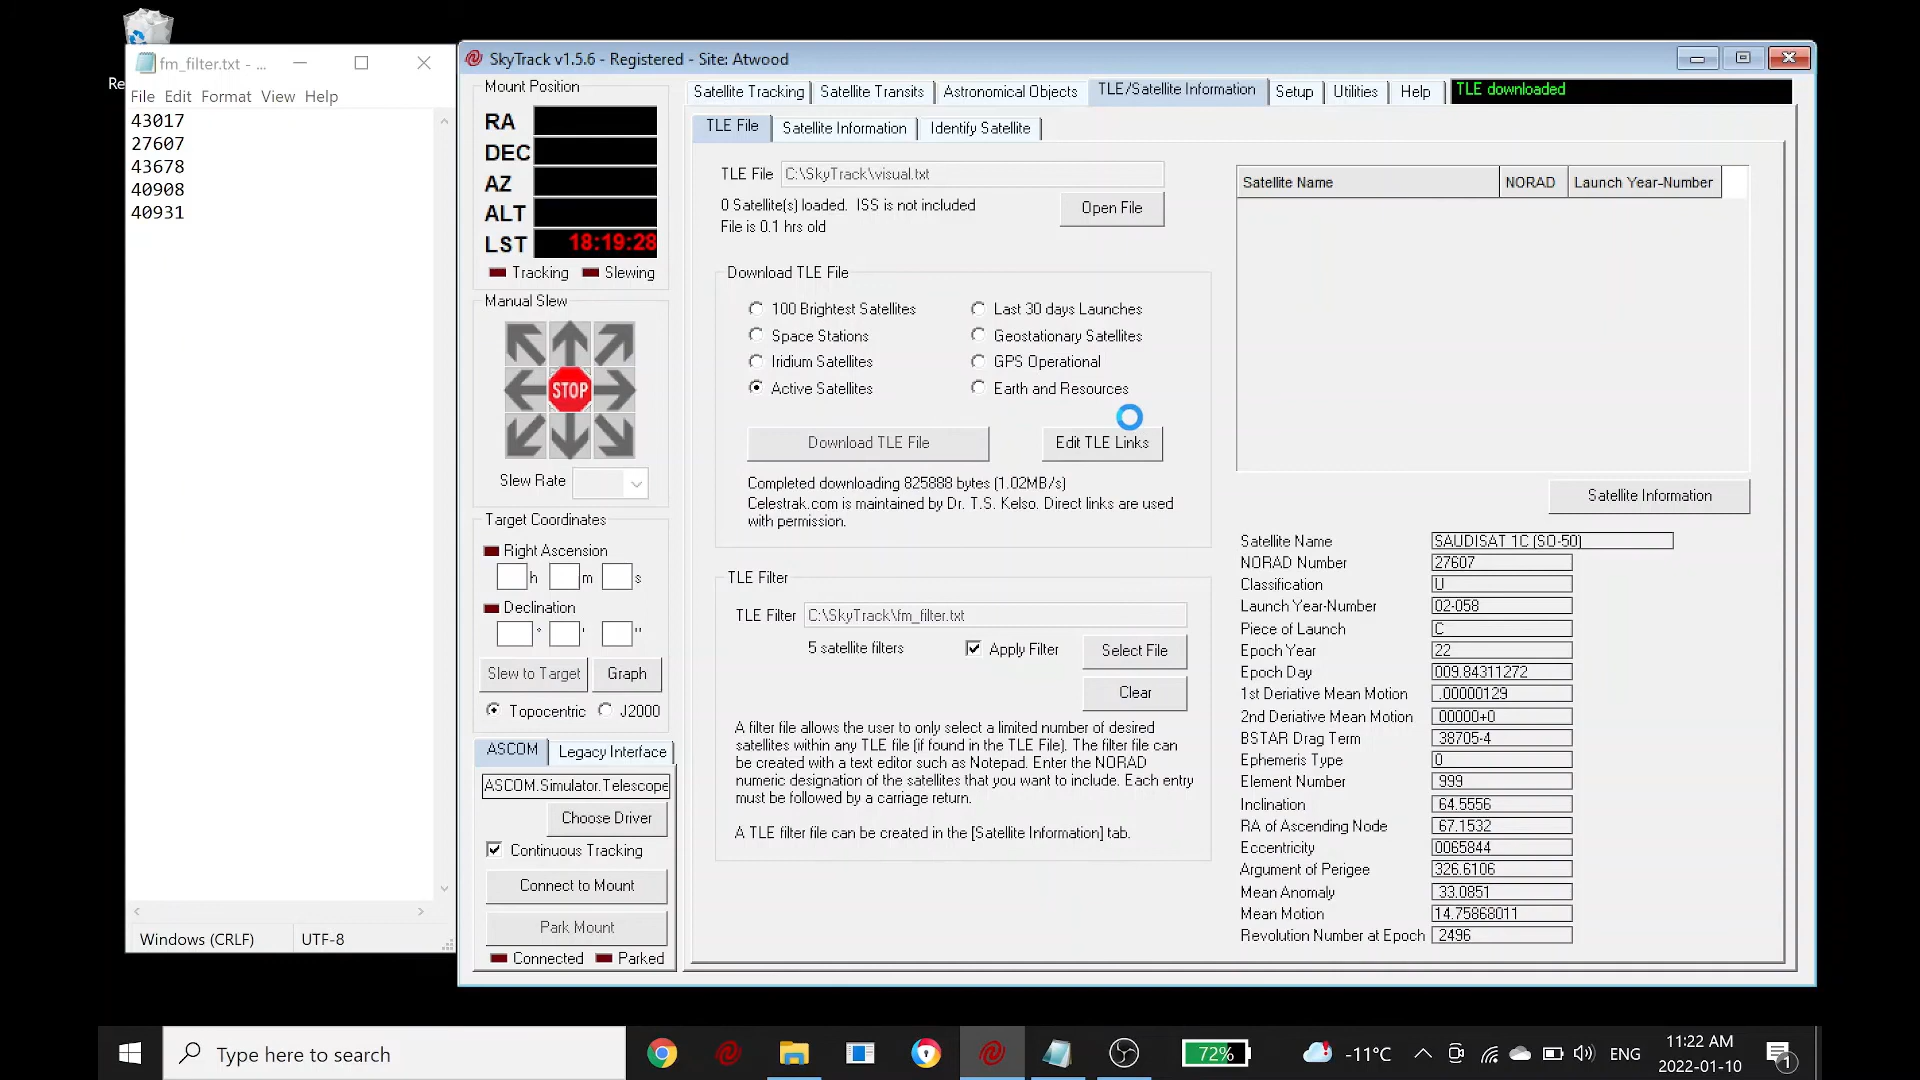 Re
fm_filter.txt - ...
File Edit Format View Help
43017
27607
43678
40908
40931
Windows (CRLF)
UTF-8
SkyTrack v1.5.6 - Registered - Site: Atwood
Mount Position
RA
DEC
AZ
ALT
LST 18:19:28
Tracking Slewing
Manual Slew
STOP
Slew Rate
Target Coordinates
Right Ascension
h m s
Declination
° ' "
Slew to Target Graph
Topocentric J2000
ASCOM Legacy Interface
ASCOM.Simulator.Telescope
Choose Driver
Continuous Tracking
Connect to Mount
Park Mount
Connected Parked
Satellite Tracking Satellite Transits Astronomical Objects TLE/Satellite Information Setup Utilities Help
TLE downloaded
TLE File Satellite Information Identify Satellite
TLE File C:\SkyTrack\visual.txt
0 Satellite(s) loaded. ISS is not included
File is 0.1 hrs old
Open File
Download TLE File
100 Brightest Satellites Last 30 days Launches
Space Stations Geostationary Satellites
Iridium Satellites GPS Operational
Active Satellites Earth and Resources
Download TLE File Edit TLE Links
Completed downloading 825888 bytes (1.02MB/s)
Celestrak.com is maintained by Dr. T.S. Kelso. Direct links are used
with permission.
TLE Filter
TLE Filter C:\SkyTrack\fm_filter.txt
5 satellite filters Apply Filter Select File
Clear
A filter file allows the user to only select a limited number of desired
satellites within any TLE file (if found in the TLE File). The filter file can
be created with a text editor such as Notepad. Enter the NORAD
numeric designation of the satellites that you want to include. Each entry
must be followed by a carriage return.
A TLE filter file can be created in the [Satellite Information] tab.
Satellite Name NORAD Launch Year-Number
Satellite Information
Satellite Name SAUDISAT 1C (SO-50)
NORAD Number 27607
Classification U
Launch Year-Number 02-058
Piece of Launch C
Epoch Year 22
Epoch Day 009.84311272
1st Deriative Mean Motion .00000129
2nd Deriative Mean Motion 00000+0
BSTAR Drag Term 38705-4
Ephemeris Type 0
Element Number 999
Inclination 64.5556
RA of Ascending Node 67.1532
Eccentricity 0065844
Argument of Perigee 326.6106
Mean Anomaly 33.0851
Mean Motion 14.75868011
Revolution Number at Epoch 2496
Type here to search
72%
-11°C
ENG
11:22 AM
2022-01-10
1